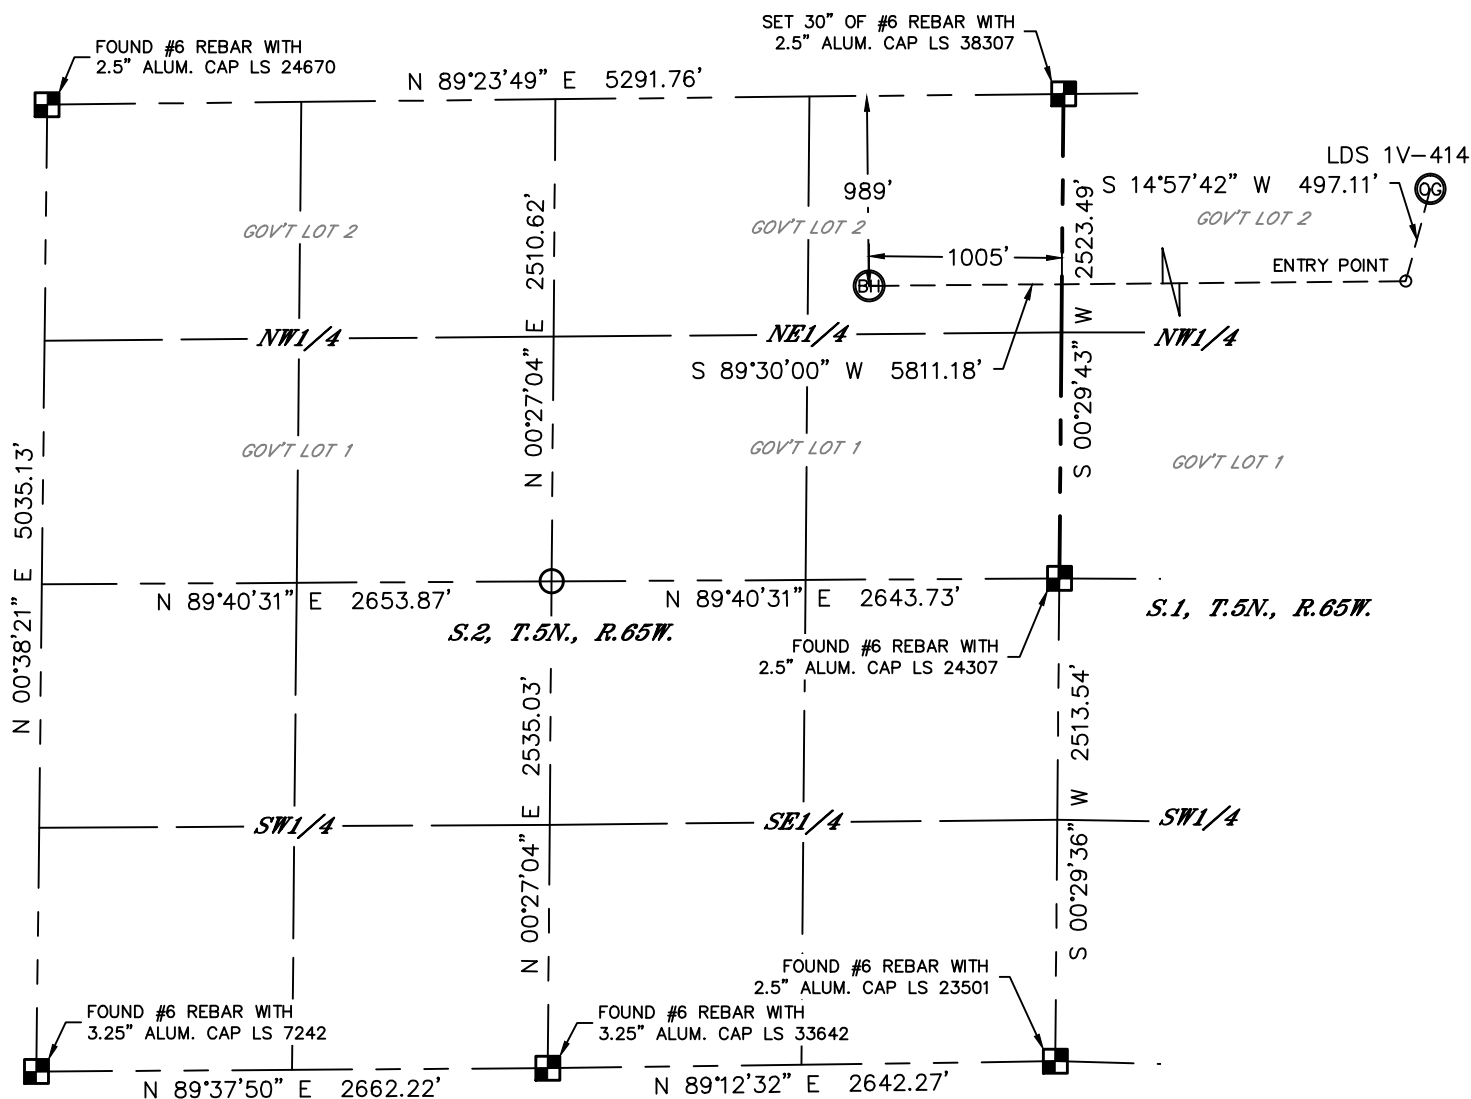 SET 30" OF #6 REBAR WITH
2.5" ALUM. CAP LS 38307
FOUND #6 REBAR WITH
2.5" ALUM. CAP LS 24670
N 89°23'49" E 5291.76'
LDS 1V-414
OG
S 14°57'42" W 497.11'
989'
GOV'T LOT 2
GOV'T LOT 2
GOV'T LOT 2
1005'
ENTRY POINT
BH
N 00°27'04" E 2510.62'
S 00°29'43" W 2523.49'
NW1/4
NE1/4
NW1/4
S 89°30'00" W 5811.18'
GOV'T LOT 1
GOV'T LOT 1
GOV'T LOT 1
N 00°38'21" E 5035.13'
N 89°40'31" E 2653.87'
N 89°40'31" E 2643.73'
S.2, T.5N., R.65W.
S.1, T.5N., R.65W.
FOUND #6 REBAR WITH
2.5" ALUM. CAP LS 24307
N 00°27'04" E 2535.03'
S 00°29'36" W 2513.54'
SW1/4
SE1/4
SW1/4
FOUND #6 REBAR WITH
2.5" ALUM. CAP LS 23501
FOUND #6 REBAR WITH
3.25" ALUM. CAP LS 7242
FOUND #6 REBAR WITH
3.25" ALUM. CAP LS 33642
N 89°37'50" E 2662.22'
N 89°12'32" E 2642.27'